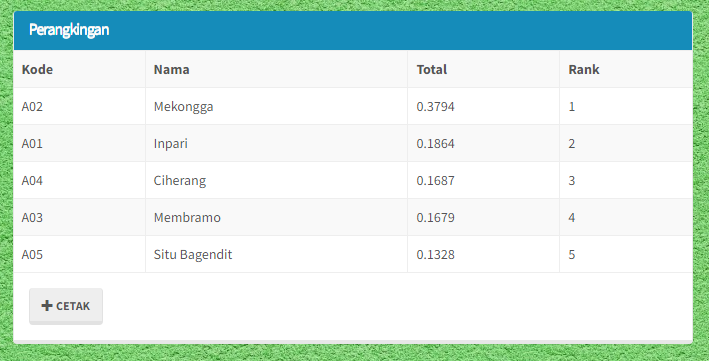 Perangkingan
Kode Nama Total Rank
A02 Mekongga 0.3794 1
A01 Inpari 0.1864 2
A04 Ciherang 0.1687 3
A03 Membramo 0.1679 4
A05 Situ Bagendit 0.1328 5
CETAK